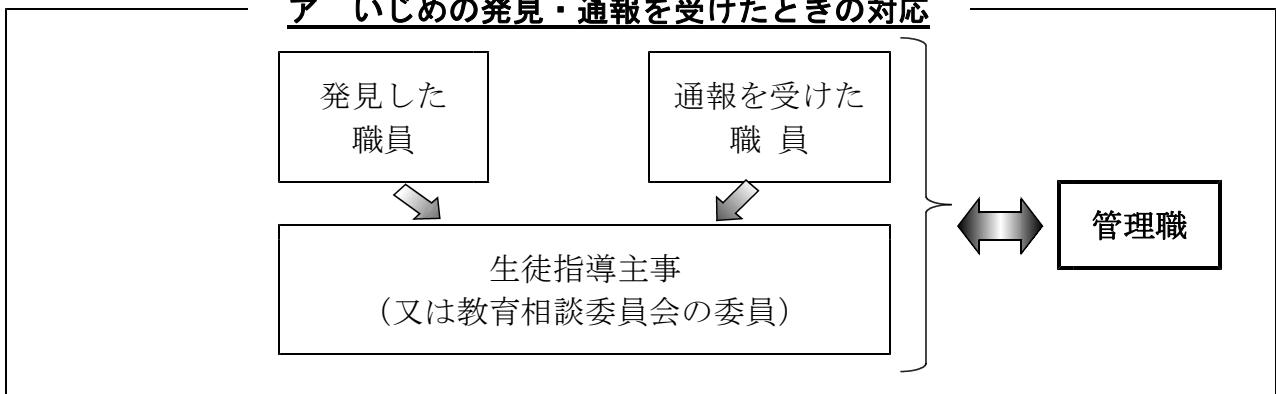 ア　いじめの発見・通報を受けたときの対応
発見した
職員
通報を受けた
職 員
生徒指導主事
（又は教育相談委員会の委員）
管理職